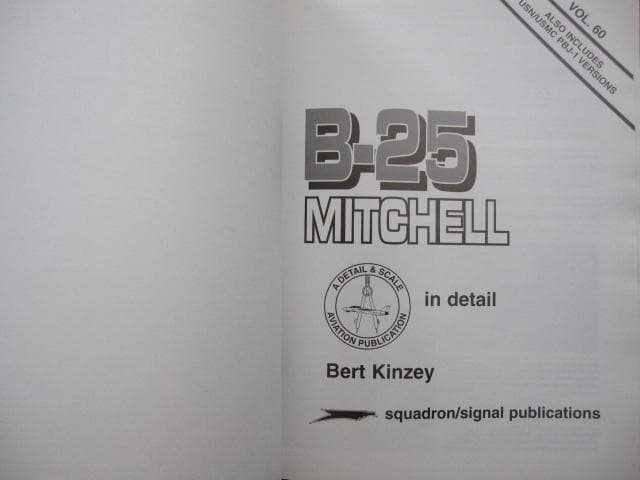 VOL. 60
ALSO INCLUDES
USN/USMC PBJ-1 VERSIONS
B-25
MITCHELL
A DETAIL & SCALE
AVIATION PUBLICATION
in detail
Bert Kinzey
squadron/signal publications